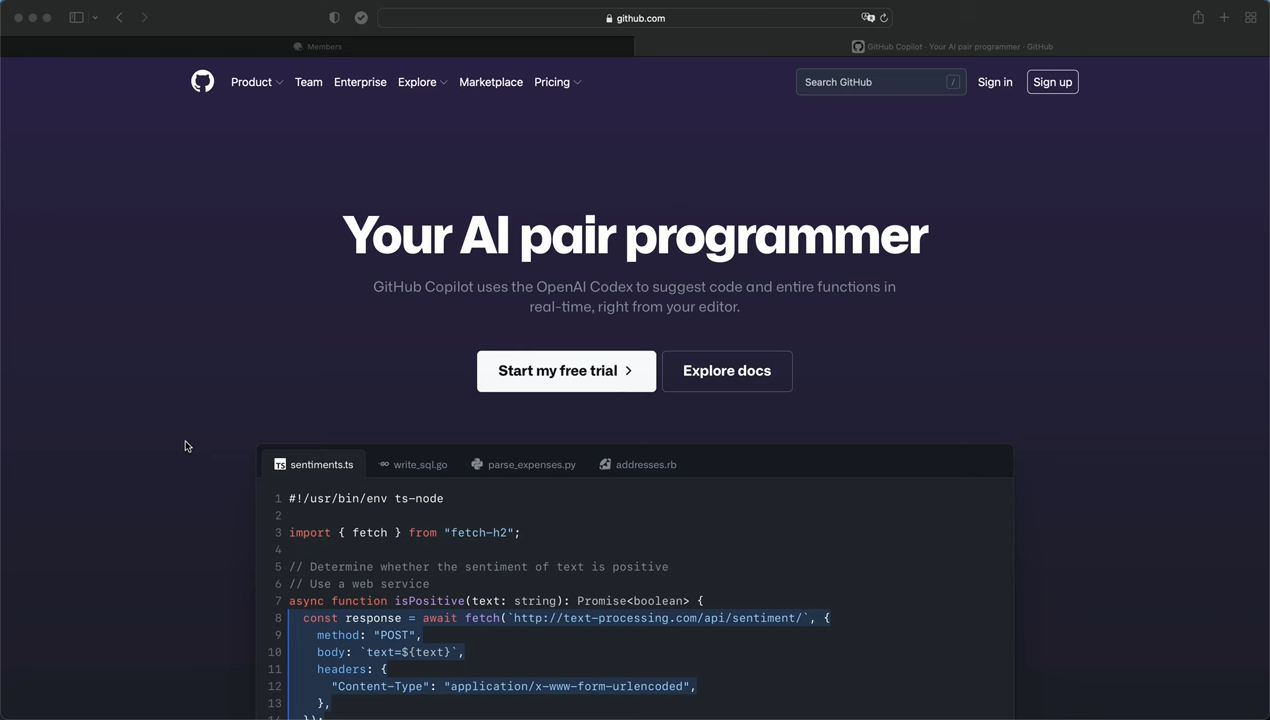 github.com
Members
GitHub Copilot · Your AI pair programmer · GitHub
Product Team Enterprise Explore Marketplace Pricing Search GitHub / Sign in Sign up
Your AI pair programmer
GitHub Copilot uses the OpenAI Codex to suggest code and entire functions in
real-time, right from your editor.
Start my free trial Explore docs
TS sentiments.ts write_sql.go parse_expenses.py addresses.rb
1 #!/usr/bin/env ts-node
2
3 import { fetch } from "fetch-h2";
4
5 // Determine whether the sentiment of text is positive
6 // Use a web service
7 async function isPositive(text: string): Promise<boolean> {
8 const response = await fetch(`http://text-processing.com/api/sentiment/`, {
9 method: "POST",
10 body: `text=${text}`,
11 headers: {
12 "Content-Type": "application/x-www-form-urlencoded",
13 },
14 });